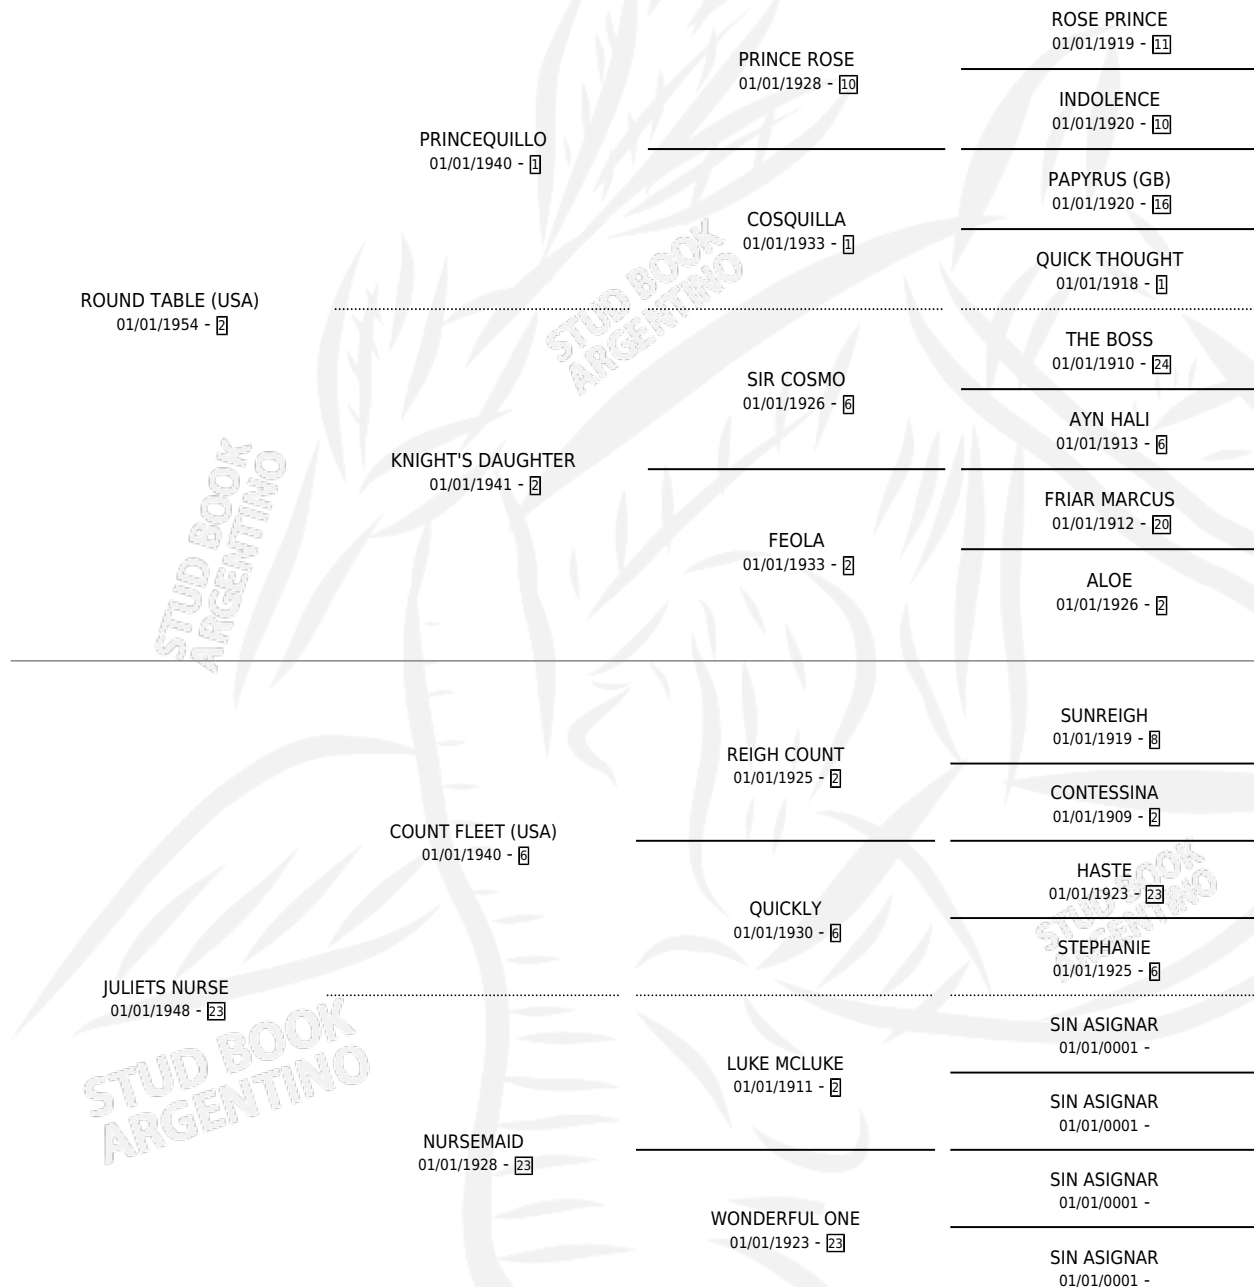 ROSE PRINCE
01/01/1919 - 11
PRINCE ROSE
01/01/1928 - 10
INDOLENCE
01/01/1920 - 10
PRINCEQUILLO
01/01/1940 - 1
PAPYRUS (GB)
01/01/1920 - 16
COSQUILLA
01/01/1933 - 1
QUICK THOUGHT
01/01/1918 - 1
STUD BOOK
ARGENTINO
ROUND TABLE (USA)
01/01/1954 - 2
THE BOSS
01/01/1910 - 24
SIR COSMO
01/01/1926 - 6
AYN HALI
01/01/1913 - 6
KNIGHT'S DAUGHTER
01/01/1941 - 2
FRIAR MARCUS
01/01/1912 - 20
FEOLA
01/01/1933 - 2
ALOE
01/01/1926 - 2
STUD BOOK
ARGENTINO
SUNREIGH
01/01/1919 - 8
REIGH COUNT
01/01/1925 - 2
CONTESSINA
01/01/1909 - 2
COUNT FLEET (USA)
01/01/1940 - 6
HASTE
01/01/1923 - 23
QUICKLY
01/01/1930 - 6
STEPHANIE
01/01/1925 - 6
STUD BOOK
ARGENTINO
JULIETS NURSE
01/01/1948 - 23
SIN ASIGNAR
01/01/0001 -
LUKE MCLUKE
01/01/1911 - 2
SIN ASIGNAR
01/01/0001 -
STUD BOOK
ARGENTINO
NURSEMAID
01/01/1928 - 23
SIN ASIGNAR
01/01/0001 -
WONDERFUL ONE
01/01/1923 - 23
SIN ASIGNAR
01/01/0001 -